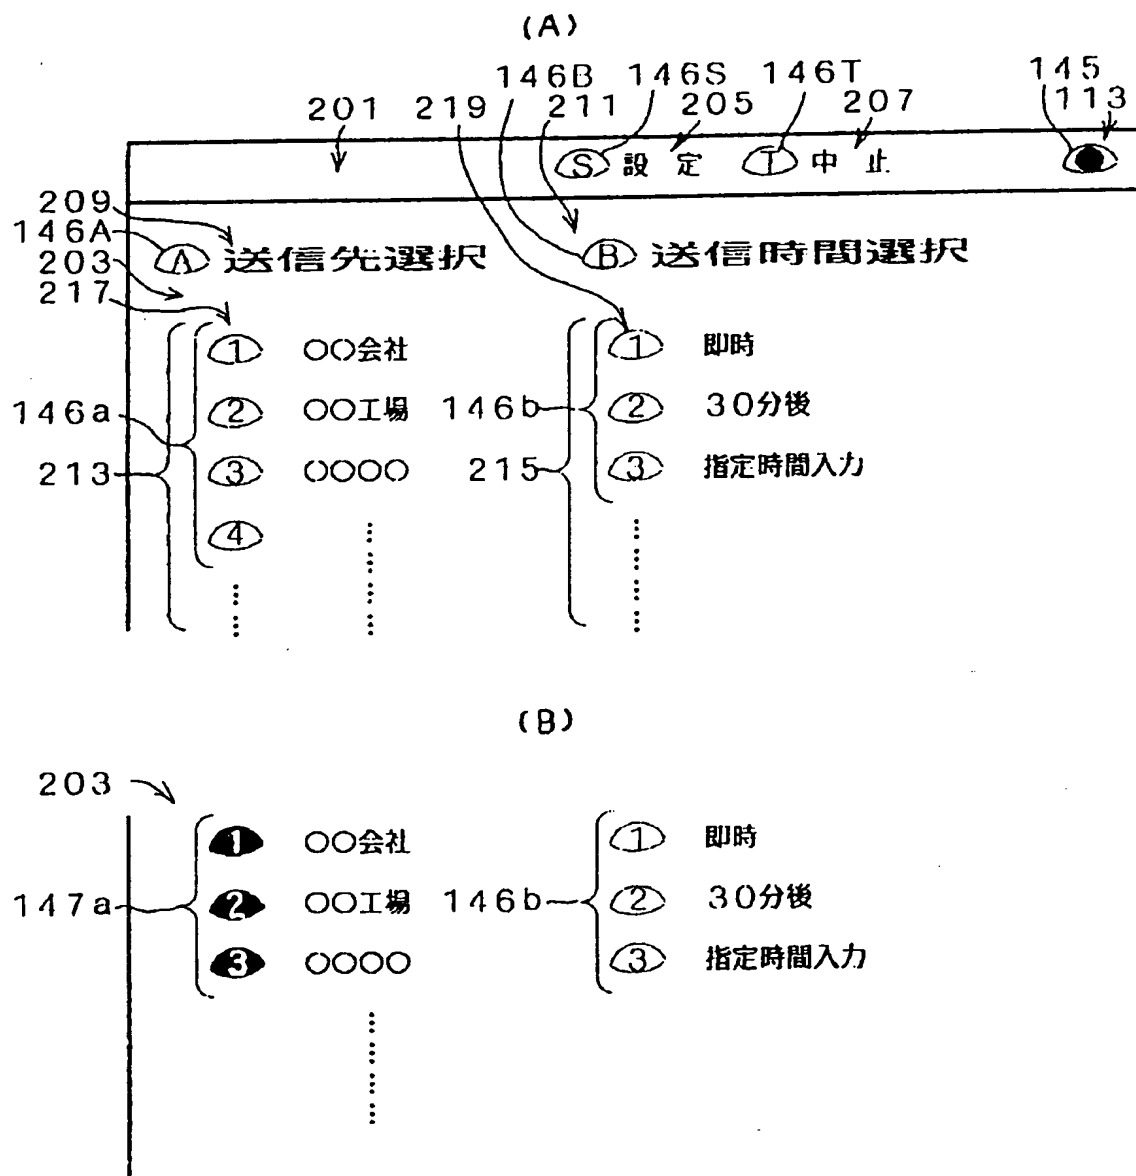 (A)
146B 146S 146T 145
201 219 211 205 207 113
S 設定 T 中止
209
146A A 送信先選択 B 送信時間選択
203
217
1 ○○会社 1 即時
146a 2 ○○工場 146b 2 30分後
213 3 ○○○○ 215 3 指定時間入力
4
(B)
203
1 ○○会社 1 即時
147a 2 ○○工場 146b 2 30分後
3 ○○○○ 3 指定時間入力